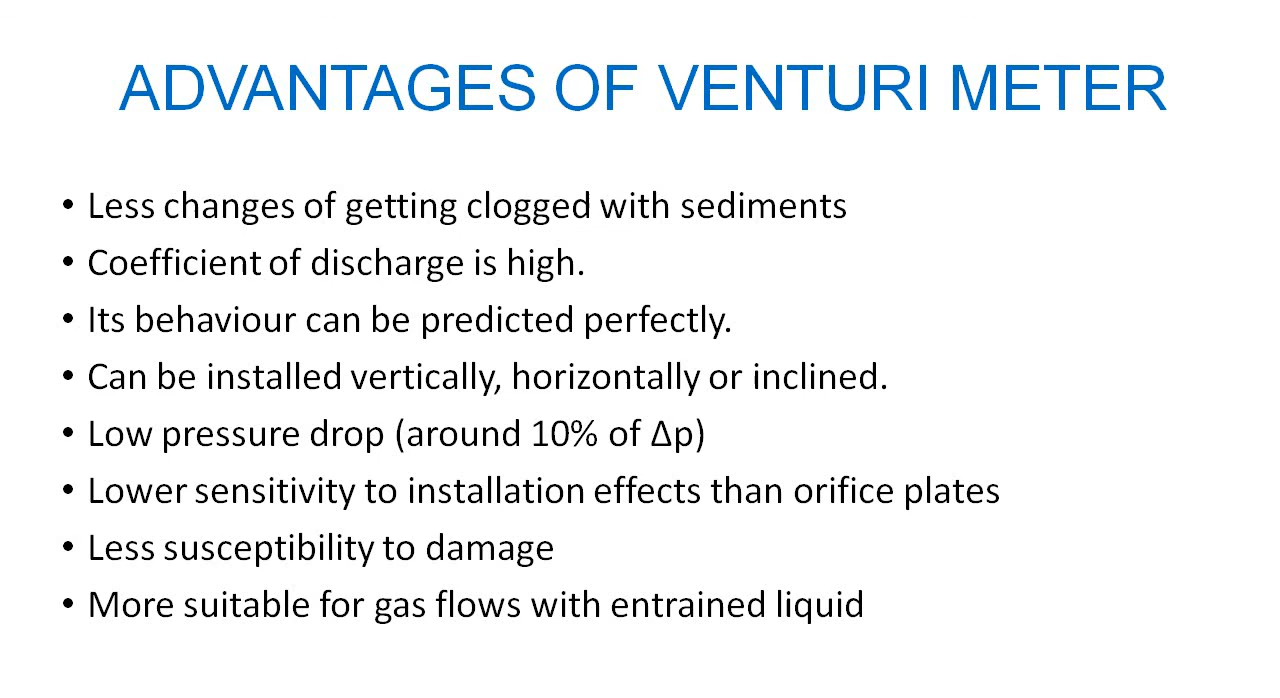 ADVANTAGES OF VENTURI METER
• Less changes of getting clogged with sediments
• Coefficient of discharge is high.
• Its behaviour can be predicted perfectly.
• Can be installed vertically, horizontally or inclined.
• Low pressure drop (around 10% of Δp)
• Lower sensitivity to installation effects than orifice plates
• Less susceptibility to damage
• More suitable for gas flows with entrained liquid